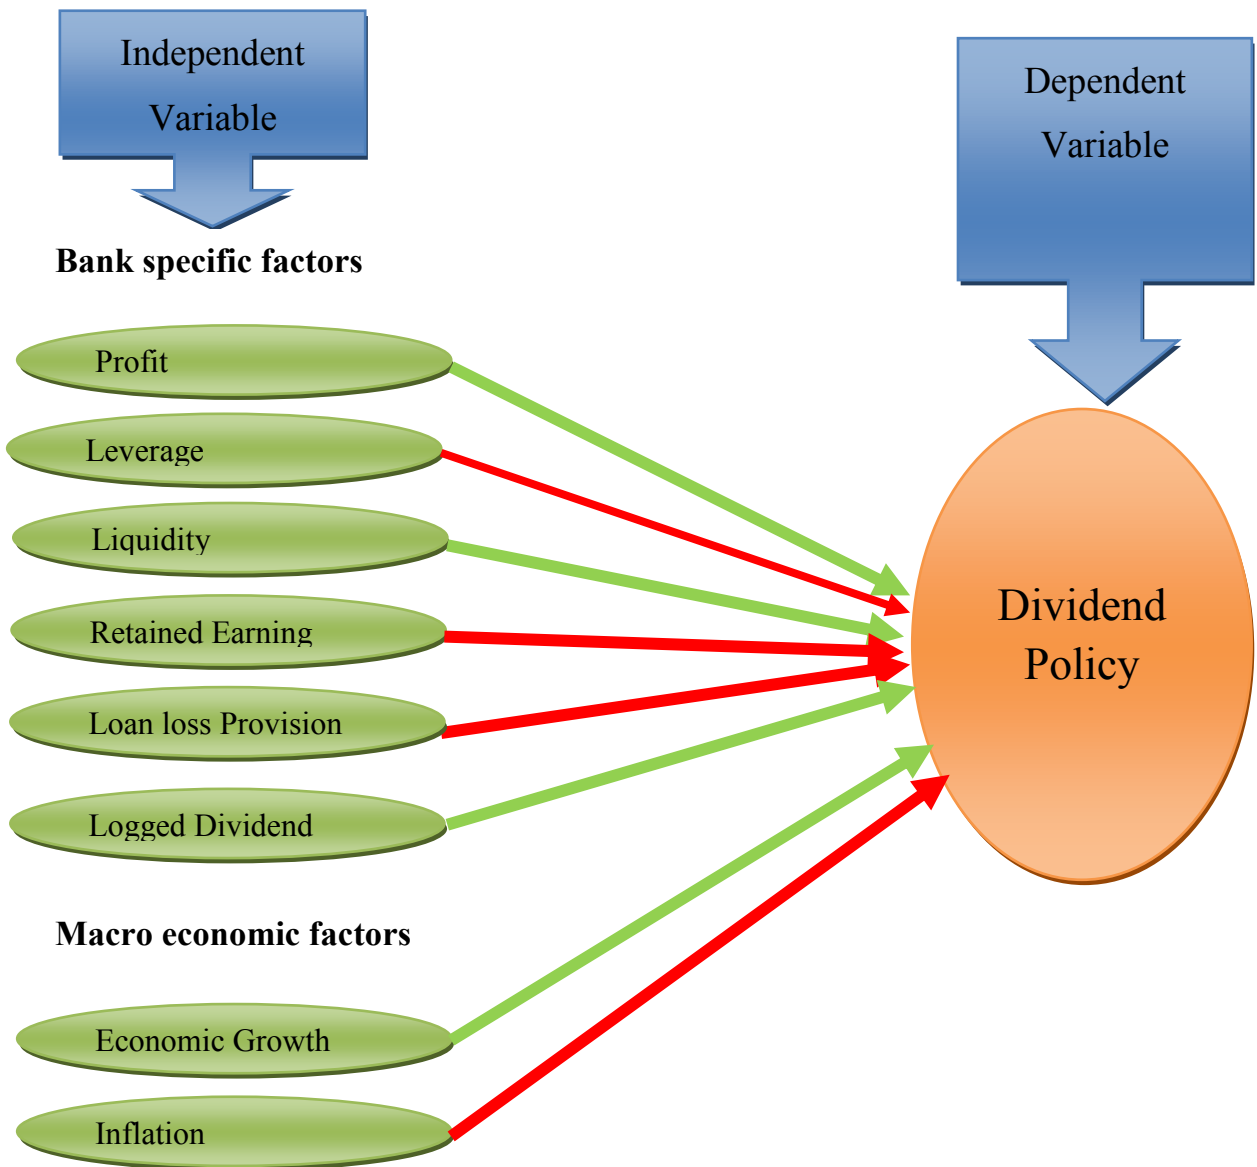 Independent
Variable
Dependent
Variable
Bank specific factors
Profit
Leverage
Liquidity
Retained Earning
Loan loss Provision
Logged Dividend
Dividend
Policy
Macro economic factors
Economic Growth
Inflation